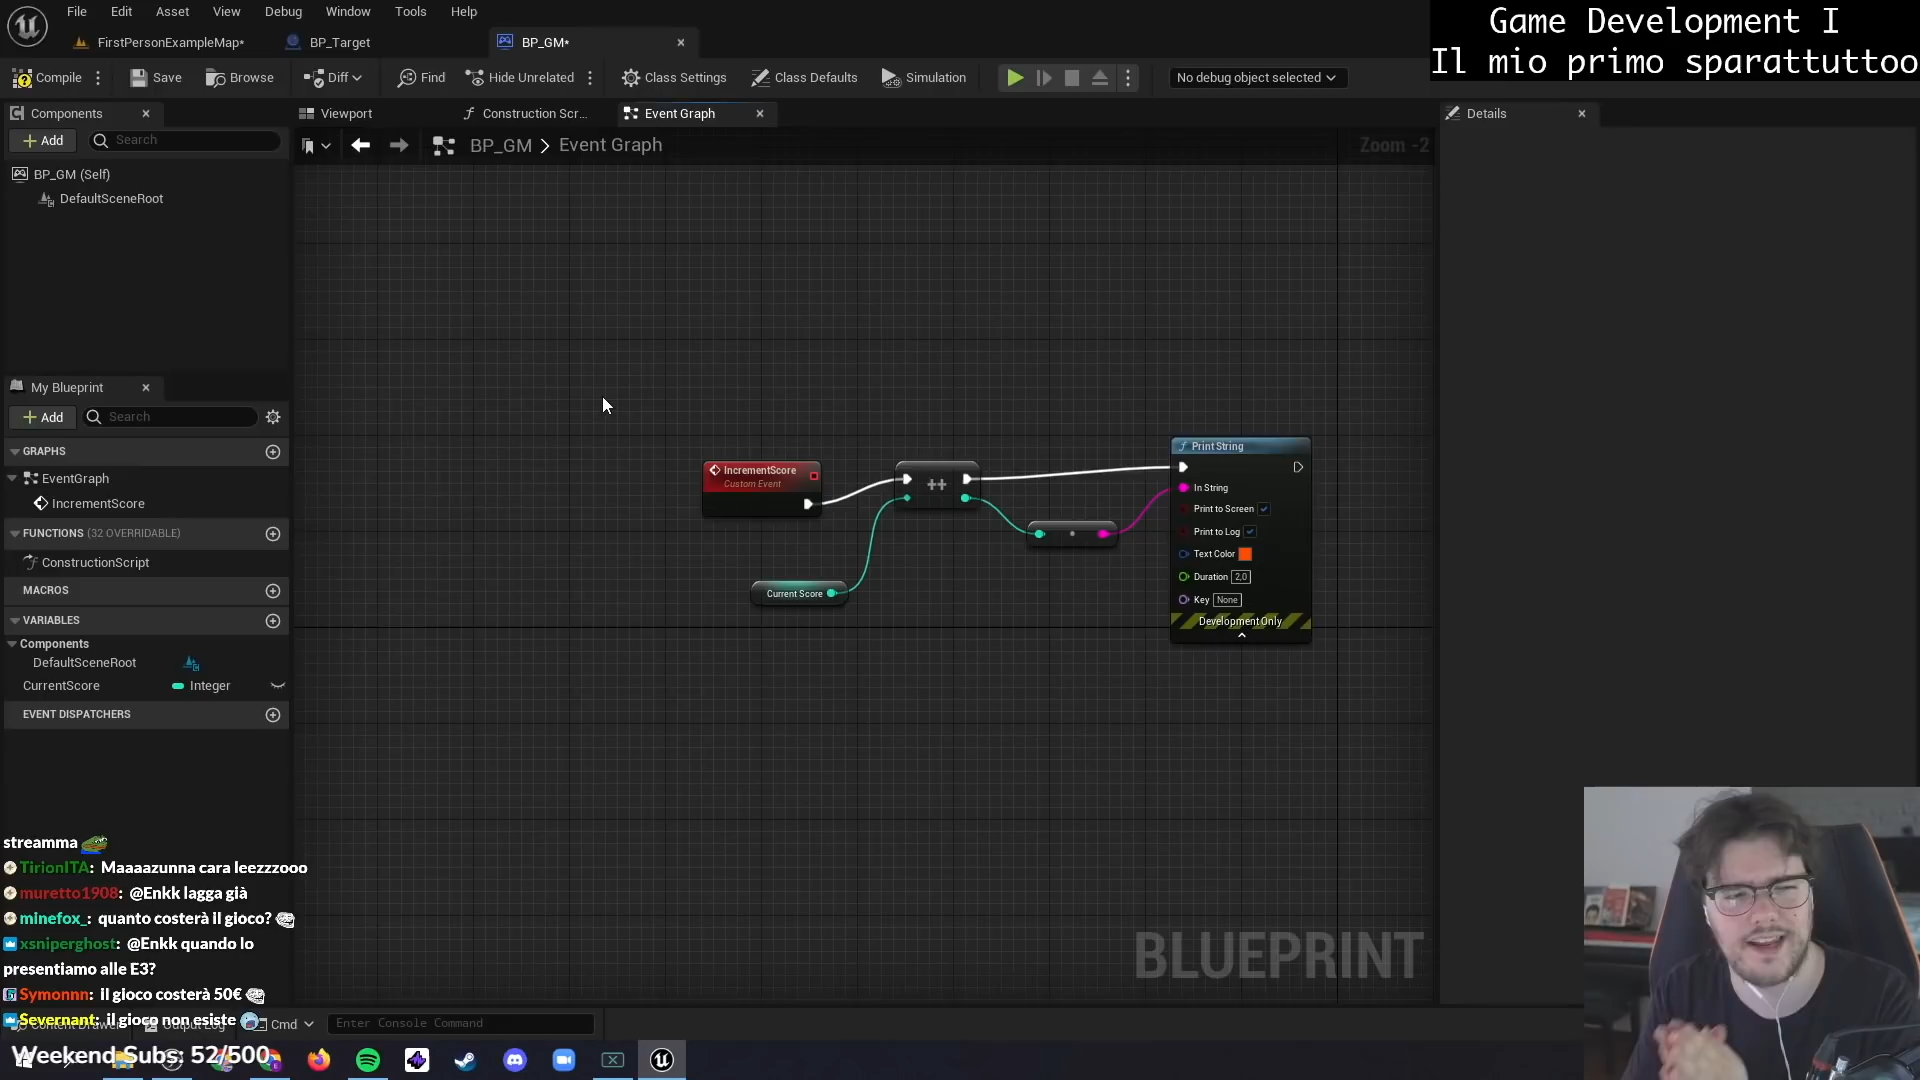 File Edit Asset View Debug Window Tools Help
Game Development I
Il mio primo sparattuttoo
FirstPersonExampleMap* BP_Target BP_GM*
Compile Save Browse Diff Find Hide Unrelated Class Settings Class Defaults Simulation No debug object selected
Components Viewport Construction Scr... Event Graph Details
Add Search
BP_GM > Event Graph Zoom -2
BP_GM (Self)
DefaultSceneRoot
My Blueprint
Add Search
GRAPHS
EventGraph
IncrementScore
FUNCTIONS (32 OVERRIDABLE)
ConstructionScript
MACROS
VARIABLES
Components
DefaultSceneRoot
CurrentScore Integer
EVENT DISPATCHERS
IncrementScore
Custom Event
++
Current Score
Print String
In String
Print to Screen
Print to Log
Text Color
Duration 2,0
Key None
Development Only
BLUEPRINT
streamma
TirionITA: Maaaazunna cara leezzzooo
muretto1908: @Enkk lagga già
minefox_: quanto costerà il gioco?
xsniperghost: @Enkk quando lo
presentiamo alle E3?
Symonnn: il gioco costerà 50€
Severnant: il gioco non esiste
Cmd Enter Console Command
Weekend Subs: 52/500